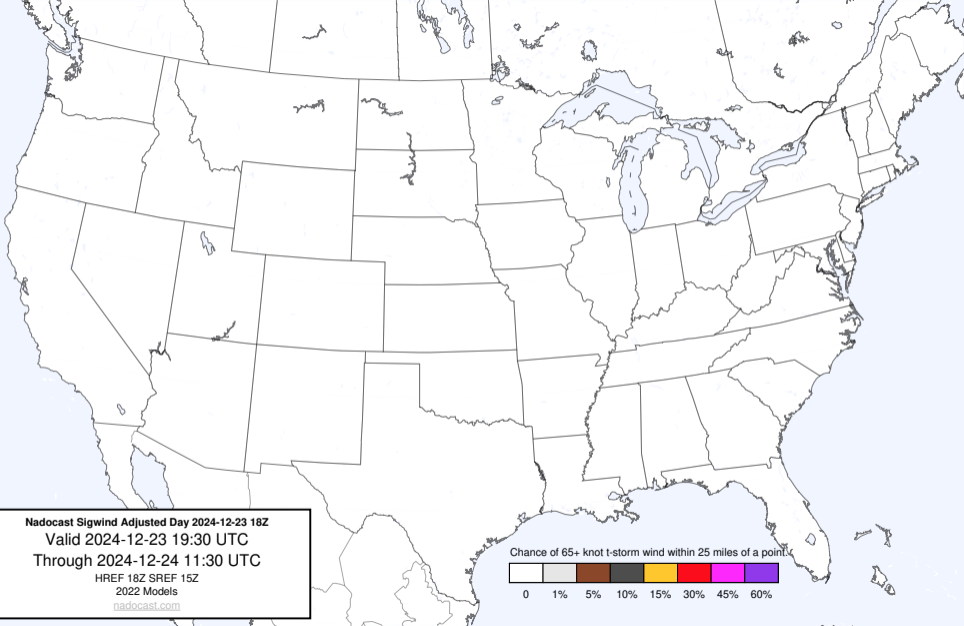 Nadocast Sigwind Adjusted Day 2024-12-23 18Z
Valid 2024-12-23 19:30 UTC
Through 2024-12-24 11:30 UTC
HREF 18Z SREF 15Z
2022 Models
nadocast.com
Chance of 65+ knot t-storm wind within 25 miles of a point.
0 1% 5% 10% 15% 30% 45% 60%